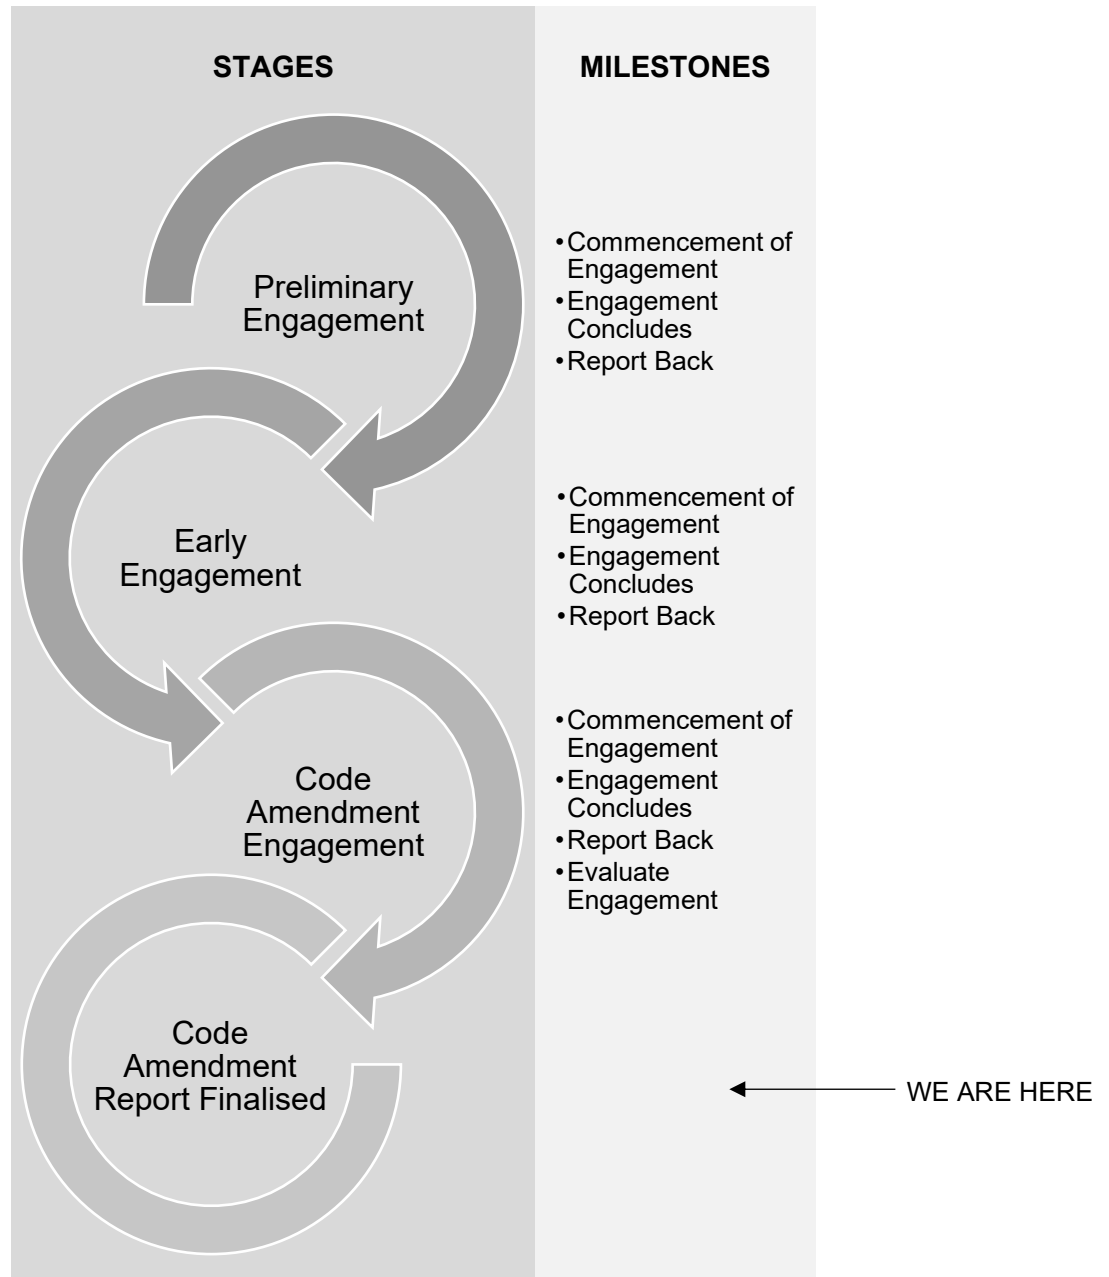 STAGES
MILESTONES
Preliminary
Engagement
•Commencement of
Engagement
•Engagement
Concludes
•Report Back
Early
Engagement
•Commencement of
Engagement
•Engagement
Concludes
•Report Back
Code
Amendment
Engagement
•Commencement of
Engagement
•Engagement
Concludes
•Report Back
•Evaluate
Engagement
Code
Amendment
Report Finalised
WE ARE HERE